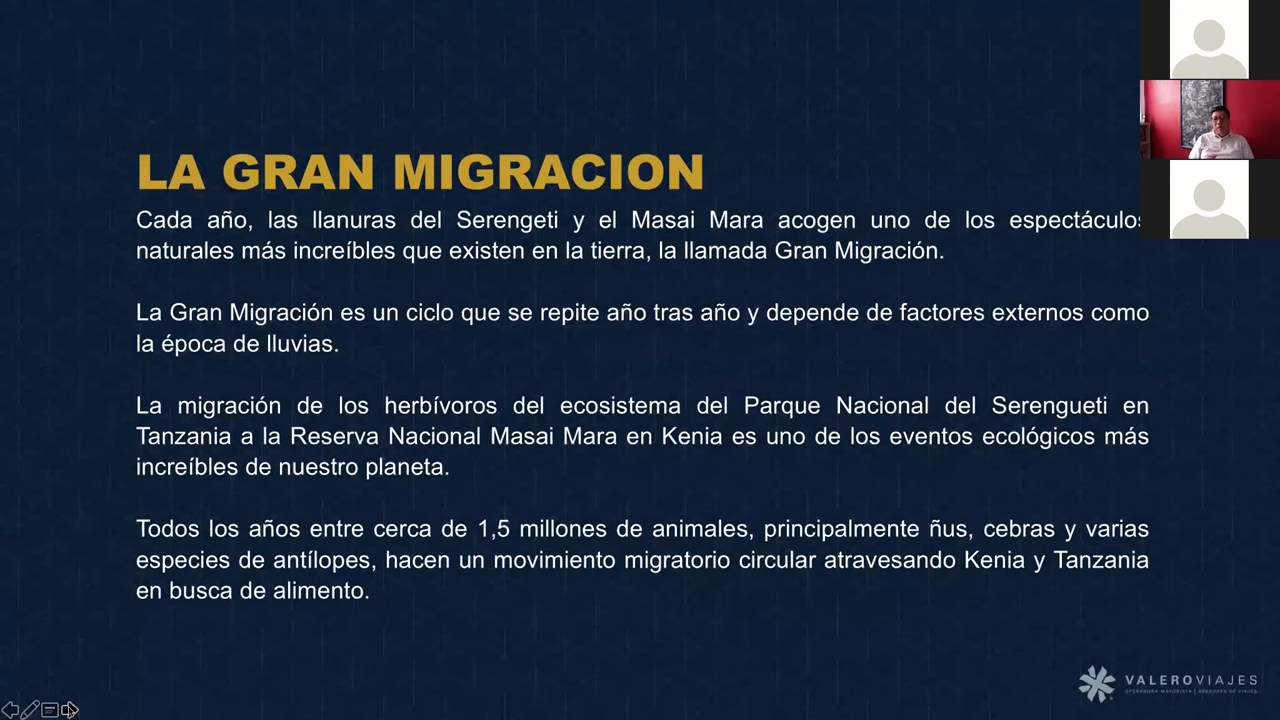 LA GRAN MIGRACION
Cada año, las llanuras del Serengeti y el Masai Mara acogen uno de los espectáculos
naturales más increíbles que existen en la tierra, la llamada Gran Migración.
La Gran Migración es un ciclo que se repite año tras año y depende de factores externos como
la época de lluvias.
La migración de los herbívoros del ecosistema del Parque Nacional del Serengueti en
Tanzania a la Reserva Nacional Masai Mara en Kenia es uno de los eventos ecológicos más
increíbles de nuestro planeta.
Todos los años entre cerca de 1,5 millones de animales, principalmente ñus, cebras y varias
especies de antílopes, hacen un movimiento migratorio circular atravesando Kenia y Tanzania
en busca de alimento.
VALEROVIAJES
OPERADORA MAYORISTA | ASESORES DE VIAJES